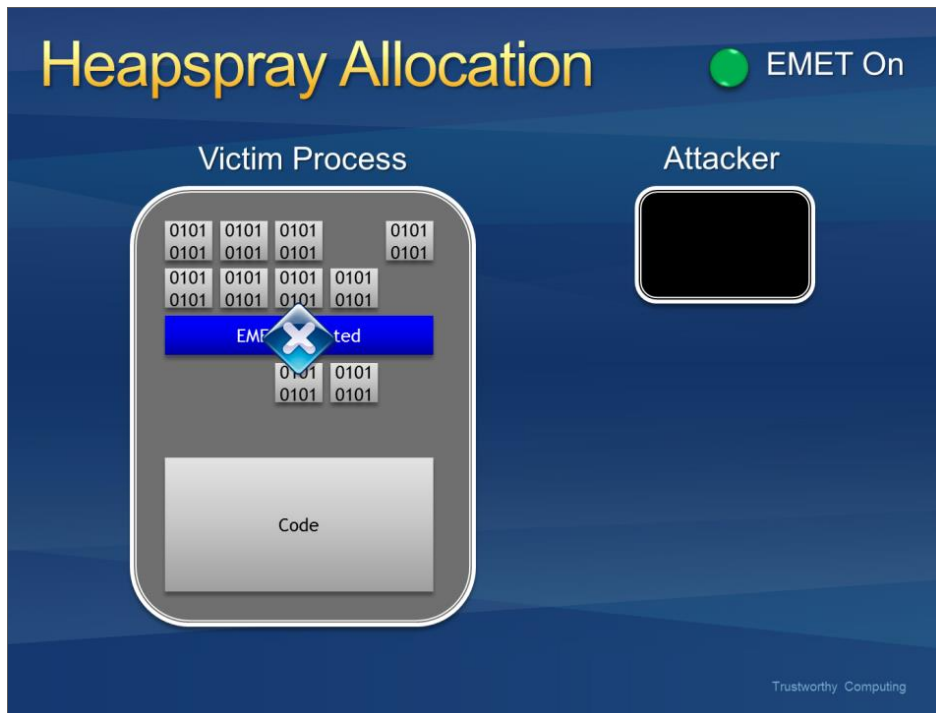 Heapspray Allocation
EMET On
Victim Process
Attacker
0101 0101 0101 0101
0101 0101 0101 0101
0101 0101 0101 0101
0101 0101 0101 0101
0101 0101
0101 0101
Code
Trustworthy Computing